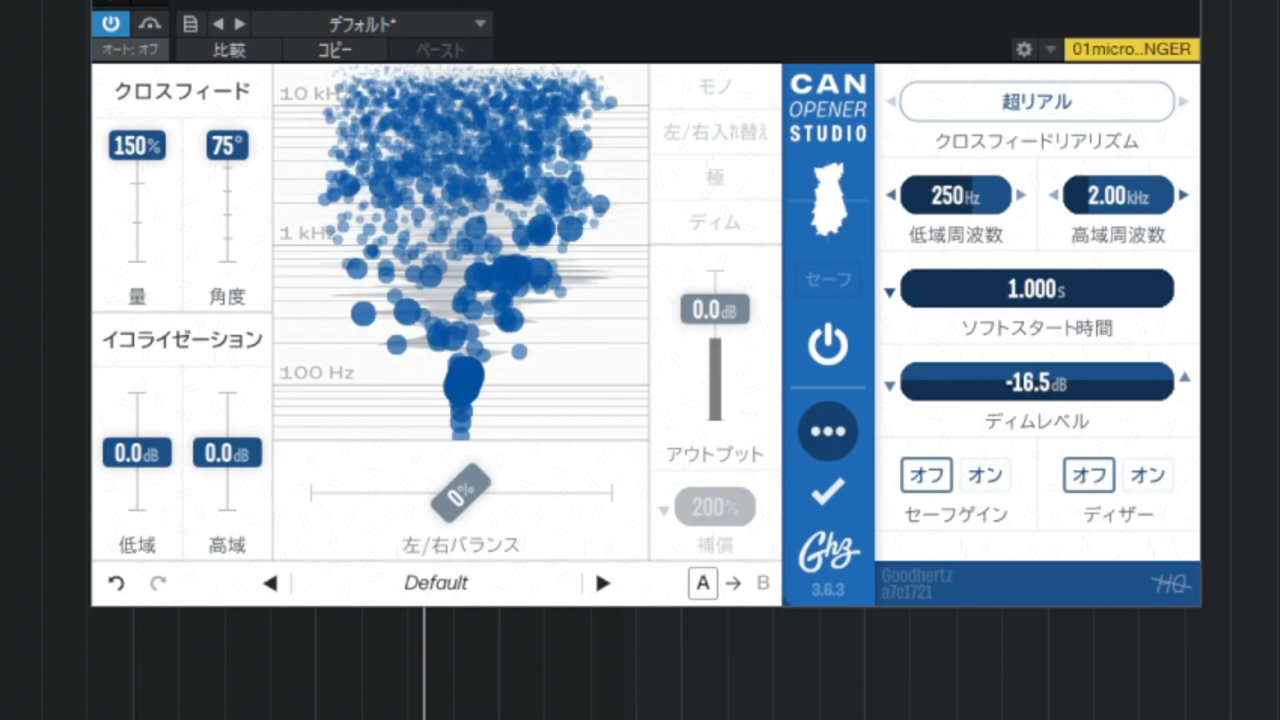 デフォルト*
オート: オフ
比較
コピー
ペースト
01micro..NGER
クロスフィード
150%
75°
量
角度
イコライゼーション
0.0dB
0.0dB
低域
高域
10 kH
1 kH
100 Hz
0%
左/右バランス
モノ
左/右入れ替え
極
ディム
0.0dB
アウトプット
200%
補償
Default
A → B
CAN
OPENER
STUDIO
セーフ
Ghz
3.6.3
超リアル
クロスフィードリアリズム
250Hz
2.00kHz
低域周波数
高域周波数
1.000s
ソフトスタート時間
-16.5dB
ディムレベル
オフ オン
オフ オン
セーフゲイン
ディザー
Goodhertz
a7e1721
HQ